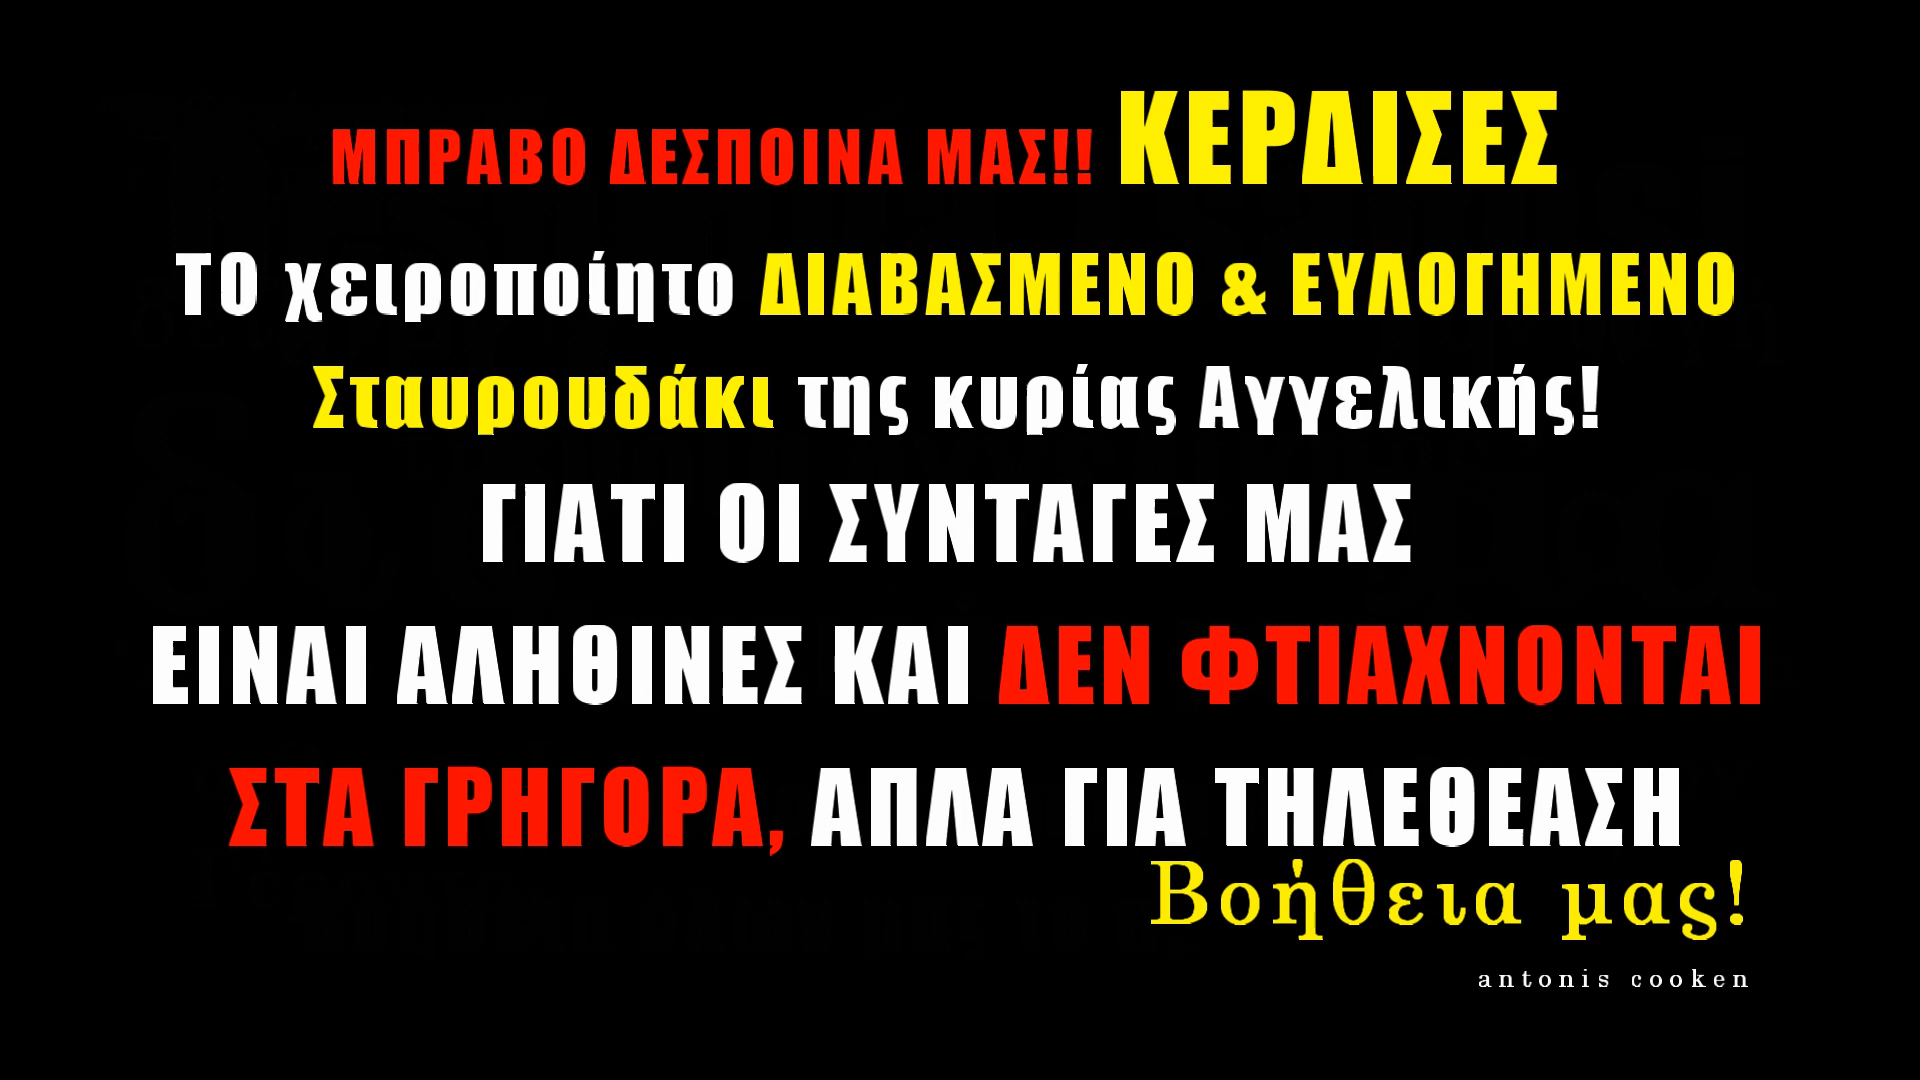 ΜΠΡΑΒΟ ΔΕΣΠΟΙΝΑ ΜΑΣ!! ΚΕΡΔΙΣΕΣ
ΤΟ χειροποίητο ΔΙΑΒΑΣΜΕΝΟ & ΕΥΛΟΓΗΜΕΝΟ
Σταυρουδάκι της κυρίας Αγγελικής!
ΓΙΑΤΙ ΟΙ ΣΥΝΤΑΓΕΣ ΜΑΣ
ΕΙΝΑΙ ΑΛΗΘΙΝΕΣ ΚΑΙ ΔΕΝ ΦΤΙΑΧΝΟΝΤΑΙ
ΣΤΑ ΓΡΗΓΟΡΑ, ΑΠΛΑ ΓΙΑ ΤΗΛΕΘΕΑΣΗ
Βοήθεια μας!
antonis cooken